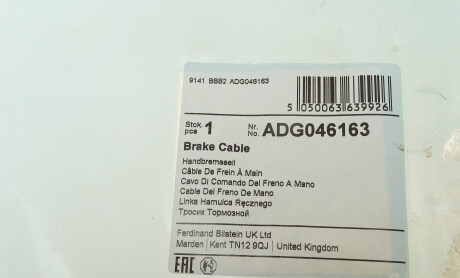 9141 BBB2 ADG046163
5 050063 639926
Stck. pcs 1 Nr. No. ADG046163
Brake Cable
Handbremsseil
Câble De Frein À Main
Cavo Di Comando Del Freno A Mano
Cable Del Freno De Mano
Linka Hamulca Ręcznego
Тросик Тормозной
Ferdinand Bilstein UK Ltd
Marden | Kent TN12 9QJ | United Kingdom
EAC